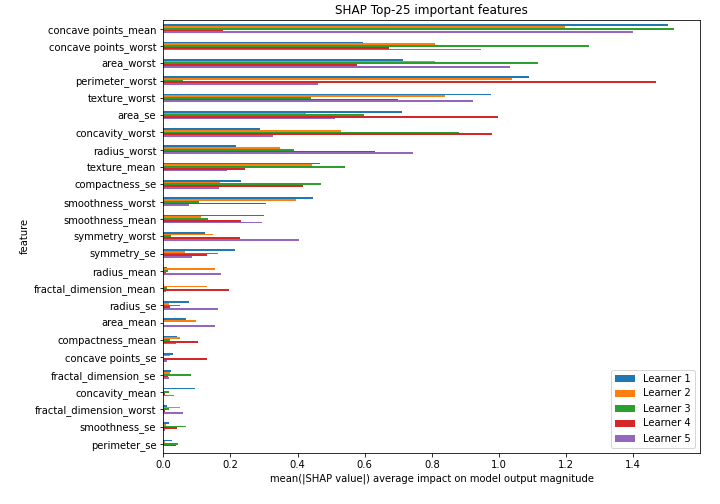 SHAP Top-25 important features
feature
concave points_mean
concave points_worst
area_worst
perimeter_worst
texture_worst
area_se
concavity_worst
radius_worst
texture_mean
compactness_se
smoothness_worst
smoothness_mean
symmetry_worst
symmetry_se
radius_mean
fractal_dimension_mean
radius_se
area_mean
compactness_mean
concave points_se
fractal_dimension_se
concavity_mean
fractal_dimension_worst
smoothness_se
perimeter_se
Learner 1
Learner 2
Learner 3
Learner 4
Learner 5
0.0 0.2 0.4 0.6 0.8 1.0 1.2 1.4
mean(|SHAP value|) average impact on model output magnitude